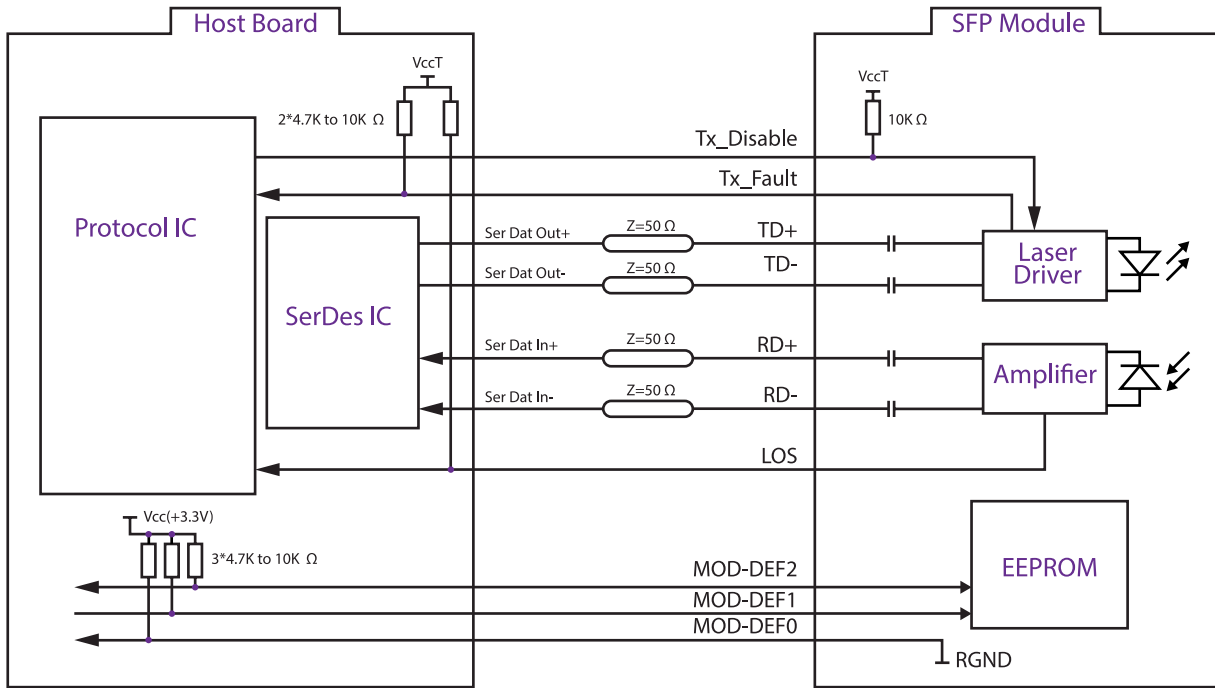 Host Board
SFP Module
VccT
VccT
2*4.7K to 10K Ω
10K Ω
Tx_Disable
Tx_Fault
Protocol IC
Ser Dat Out+
Z=50 Ω
TD+
Ser Dat Out-
Z=50 Ω
TD-
Laser
Driver
SerDes IC
Ser Dat In+
Z=50 Ω
RD+
Ser Dat In-
Z=50 Ω
RD-
Amplifier
LOS
Vcc(+3.3V)
3*4.7K to 10K Ω
MOD-DEF2
MOD-DEF1
MOD-DEF0
EEPROM
RGND